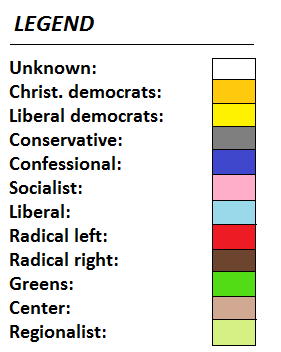 LEGEND
Unknown:
Christ. democrats:
Liberal democrats:
Conservative:
Confessional:
Socialist:
Liberal:
Radical left:
Radical right:
Greens:
Center:
Regionalist: